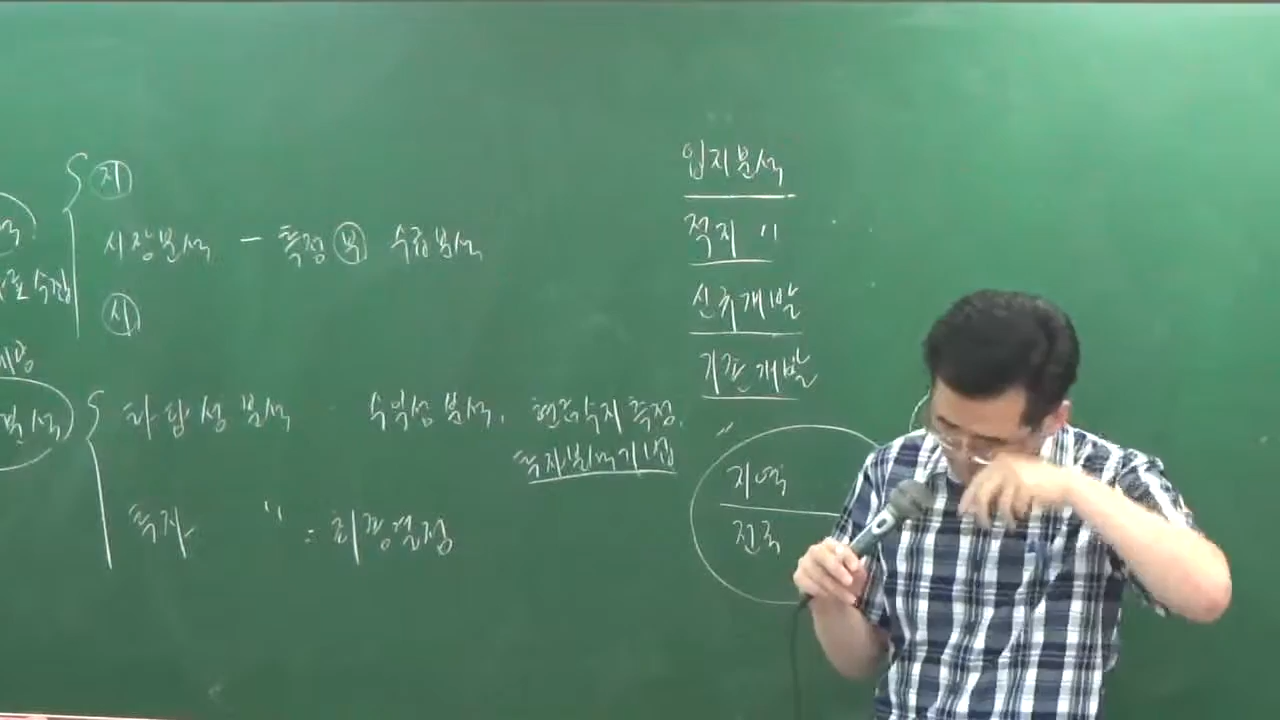 지
시장분석 - 특정 부 수급분석
시
타당성 분석 수익성 분석, 현금수지 측정,
투자분석기법
투자 〃 : 최종결정
입지분석
적지 〃
신규개발
기존개발
지역
전국